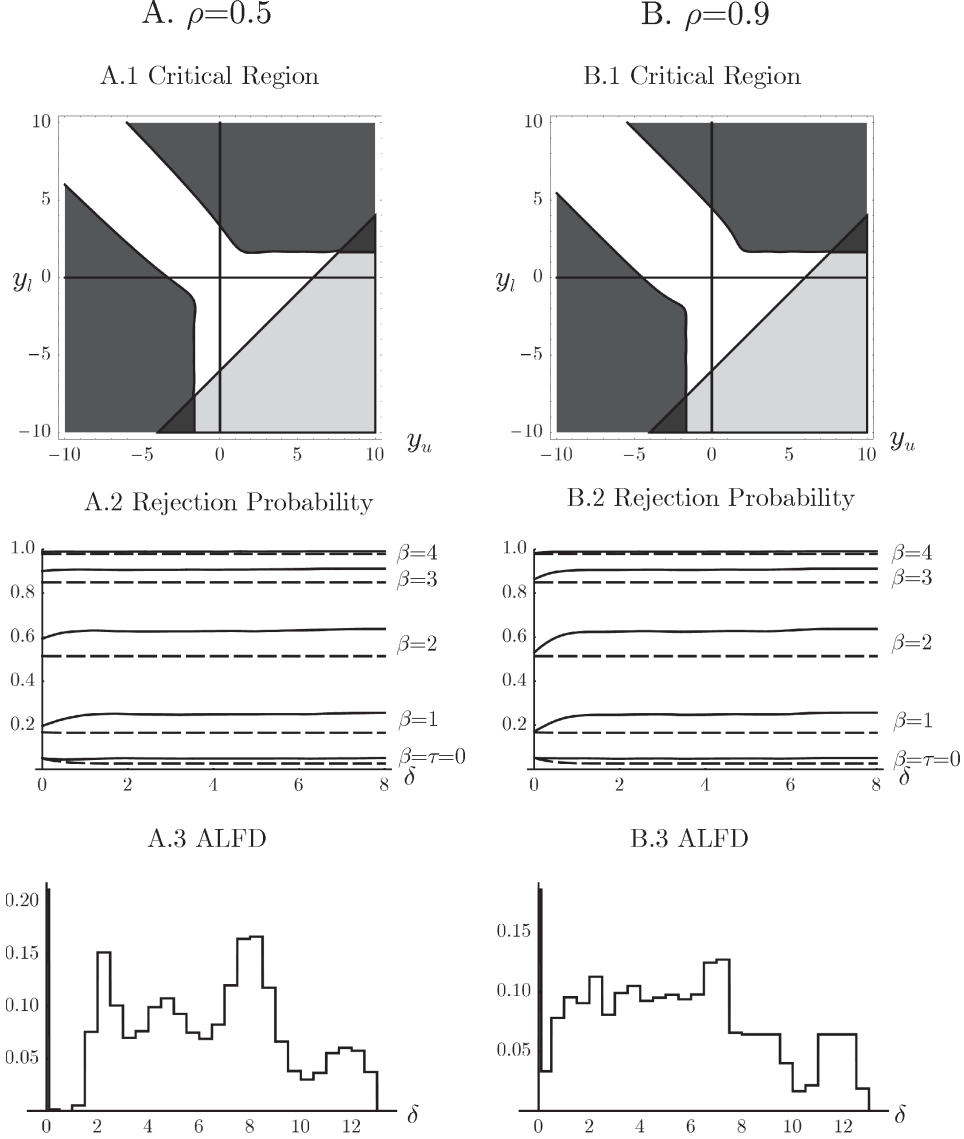 A. ρ=0.5
B. ρ=0.9
A.1 Critical Region
B.1 Critical Region
10
5
0
−5
−10
y_l
−10 −5 0 5 10
y_u
10
5
0
−5
−10
y_l
−10 −5 0 5 10
y_u
A.2 Rejection Probability
B.2 Rejection Probability
1.0
0.8
0.6
0.4
0.2
β=4
β=3
β=2
β=1
β=τ=0
0 2 4 6 8
δ
1.0
0.8
0.6
0.4
0.2
β=4
β=3
β=2
β=1
β=τ=0
0 2 4 6 8
δ
A.3 ALFD
B.3 ALFD
0.20
0.15
0.10
0.05
0 2 4 6 8 10 12
δ
0.15
0.10
0.05
0 2 4 6 8 10 12
δ